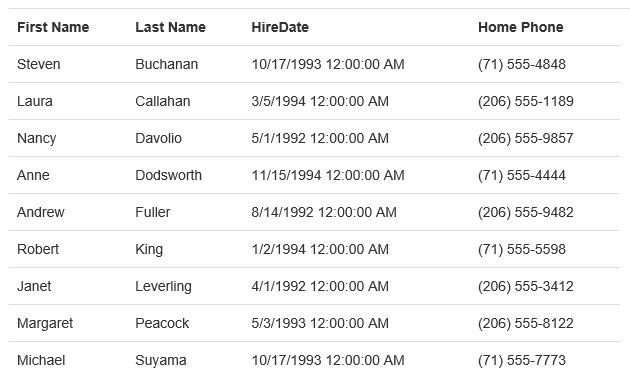 First Name Last Name HireDate Home Phone
Steven Buchanan 10/17/1993 12:00:00 AM (71) 555-4848
Laura Callahan 3/5/1994 12:00:00 AM (206) 555-1189
Nancy Davolio 5/1/1992 12:00:00 AM (206) 555-9857
Anne Dodsworth 11/15/1994 12:00:00 AM (71) 555-4444
Andrew Fuller 8/14/1992 12:00:00 AM (206) 555-9482
Robert King 1/2/1994 12:00:00 AM (71) 555-5598
Janet Leverling 4/1/1992 12:00:00 AM (206) 555-3412
Margaret Peacock 5/3/1993 12:00:00 AM (206) 555-8122
Michael Suyama 10/17/1993 12:00:00 AM (71) 555-7773